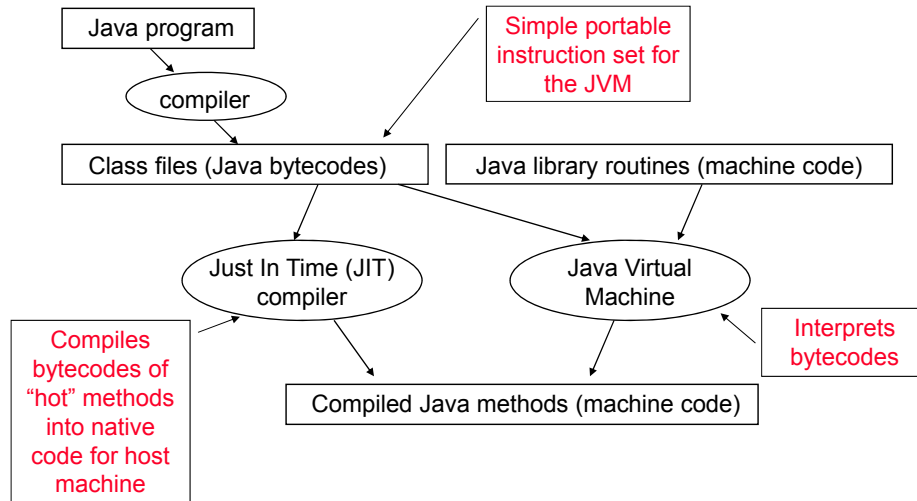 Java program
Simple portable
instruction set for
the JVM
compiler
Class files (Java bytecodes)
Java library routines (machine code)
Just In Time (JIT)
compiler
Java Virtual
Machine
Compiles
bytecodes of
“hot” methods
into native
code for host
machine
Interprets
bytecodes
Compiled Java methods (machine code)